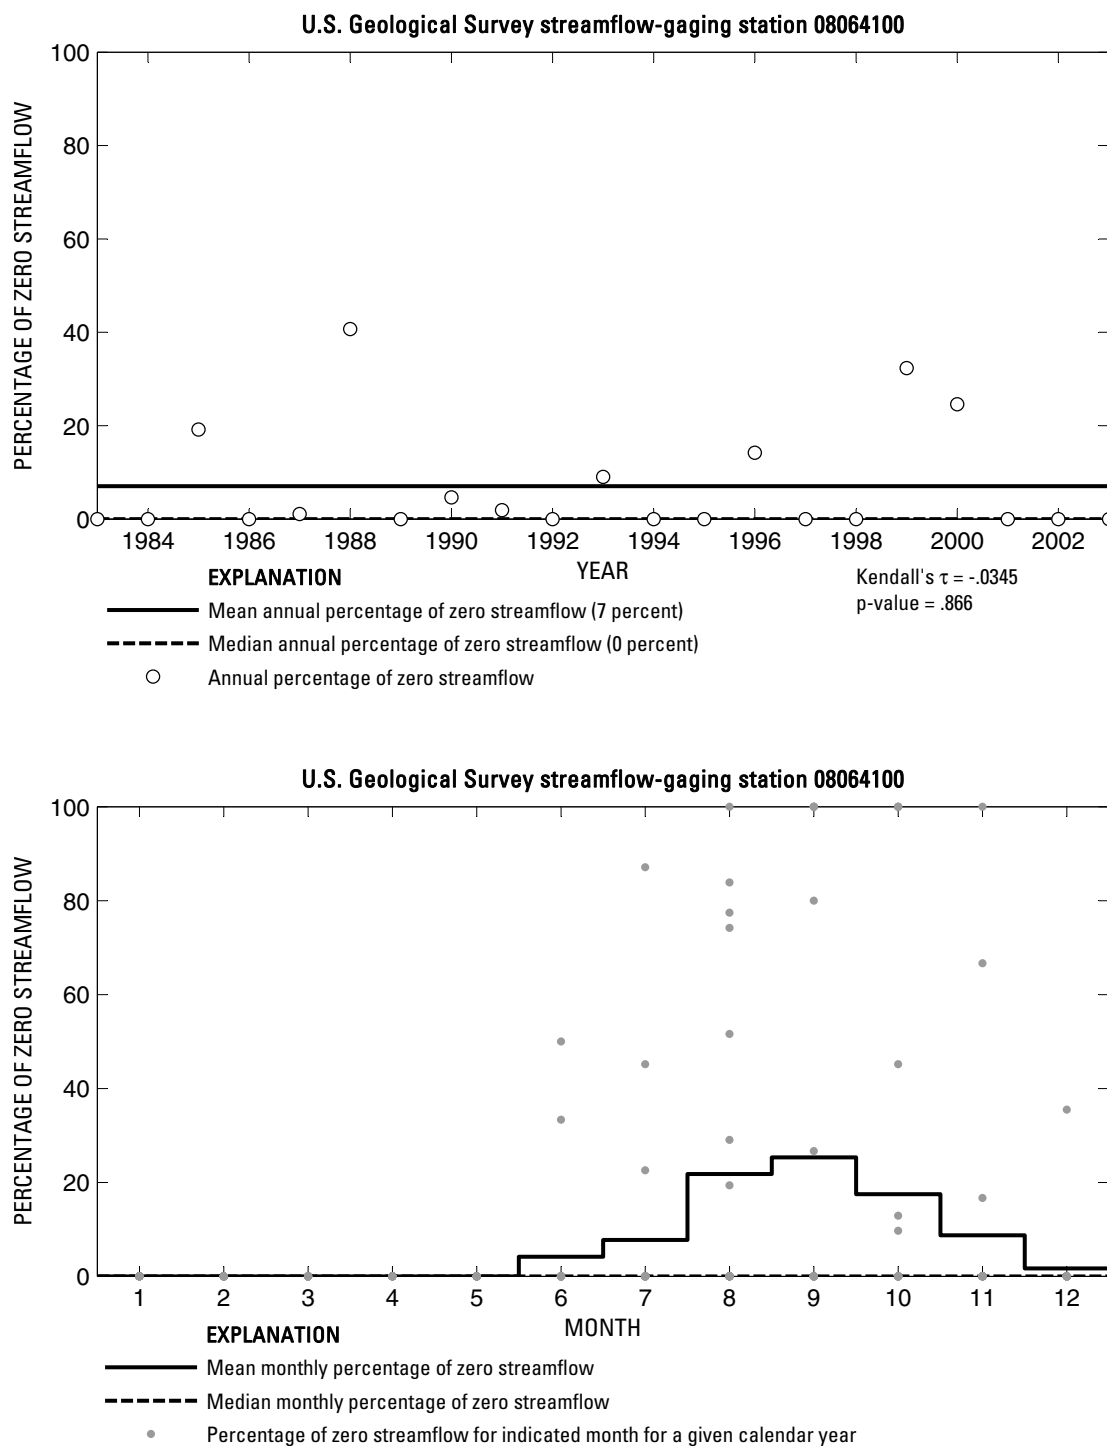 U.S. Geological Survey streamflow-gaging station 08064100
PERCENTAGE OF ZERO STREAMFLOW
100
80
60
40
20
0
1984 1986 1988 1990 1992 1994 1996 1998 2000 2002
YEAR
EXPLANATION
Mean annual percentage of zero streamflow (7 percent)
Median annual percentage of zero streamflow (0 percent)
Annual percentage of zero streamflow
Kendall's τ = -.0345
p-value = .866
U.S. Geological Survey streamflow-gaging station 08064100
PERCENTAGE OF ZERO STREAMFLOW
100
80
60
40
20
0
1 2 3 4 5 6 7 8 9 10 11 12
MONTH
EXPLANATION
Mean monthly percentage of zero streamflow
Median monthly percentage of zero streamflow
Percentage of zero streamflow for indicated month for a given calendar year